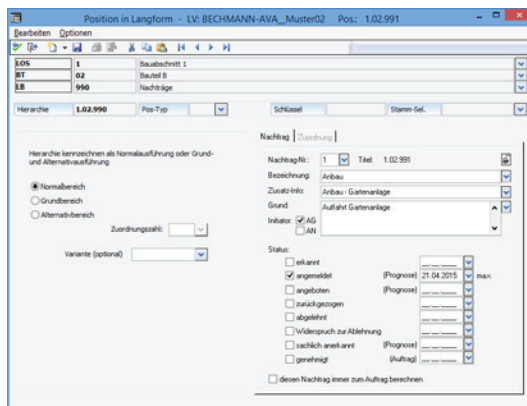 Position in Langform - LV: BECHMANN-AVA_Muster02 Pos.: 1.02.991
Bearbeiten Optionen
LOS 1 Bauabschnitt 1
BT 02 Bauteil B
LB 990 Nachträge
Hierarchie 1.02.990 Pos-Typ Schlüssel Stamm-Sel.
Nachtrag Zuordnung
Hierarchie kennzeichnen als Normalausführung oder Grund-
und Alternativausführung
Normalbereich
Grundbereich
Alternativbereich
Zuordnungszahl:
Variante (optional)
Nachtrag-Nr.: 1 Titel: 1.02.991
Bezeichnung: Anbau
Zusatz-Info: Anbau - Gartenanlage
Grund: Auffahrt Gartenanlage
Initiator: AG
AN
Status:
erkannt
angemeldet (Prognose) 21.04.2015 max.
angeboten (Prognose)
zurückgezogen
abgelehnt
Widerspruch zur Ablehnung
sachlich anerkannt (Prognose)
genehmigt (Auftrag)
diesen Nachtrag immer zum Auftrag berechnen